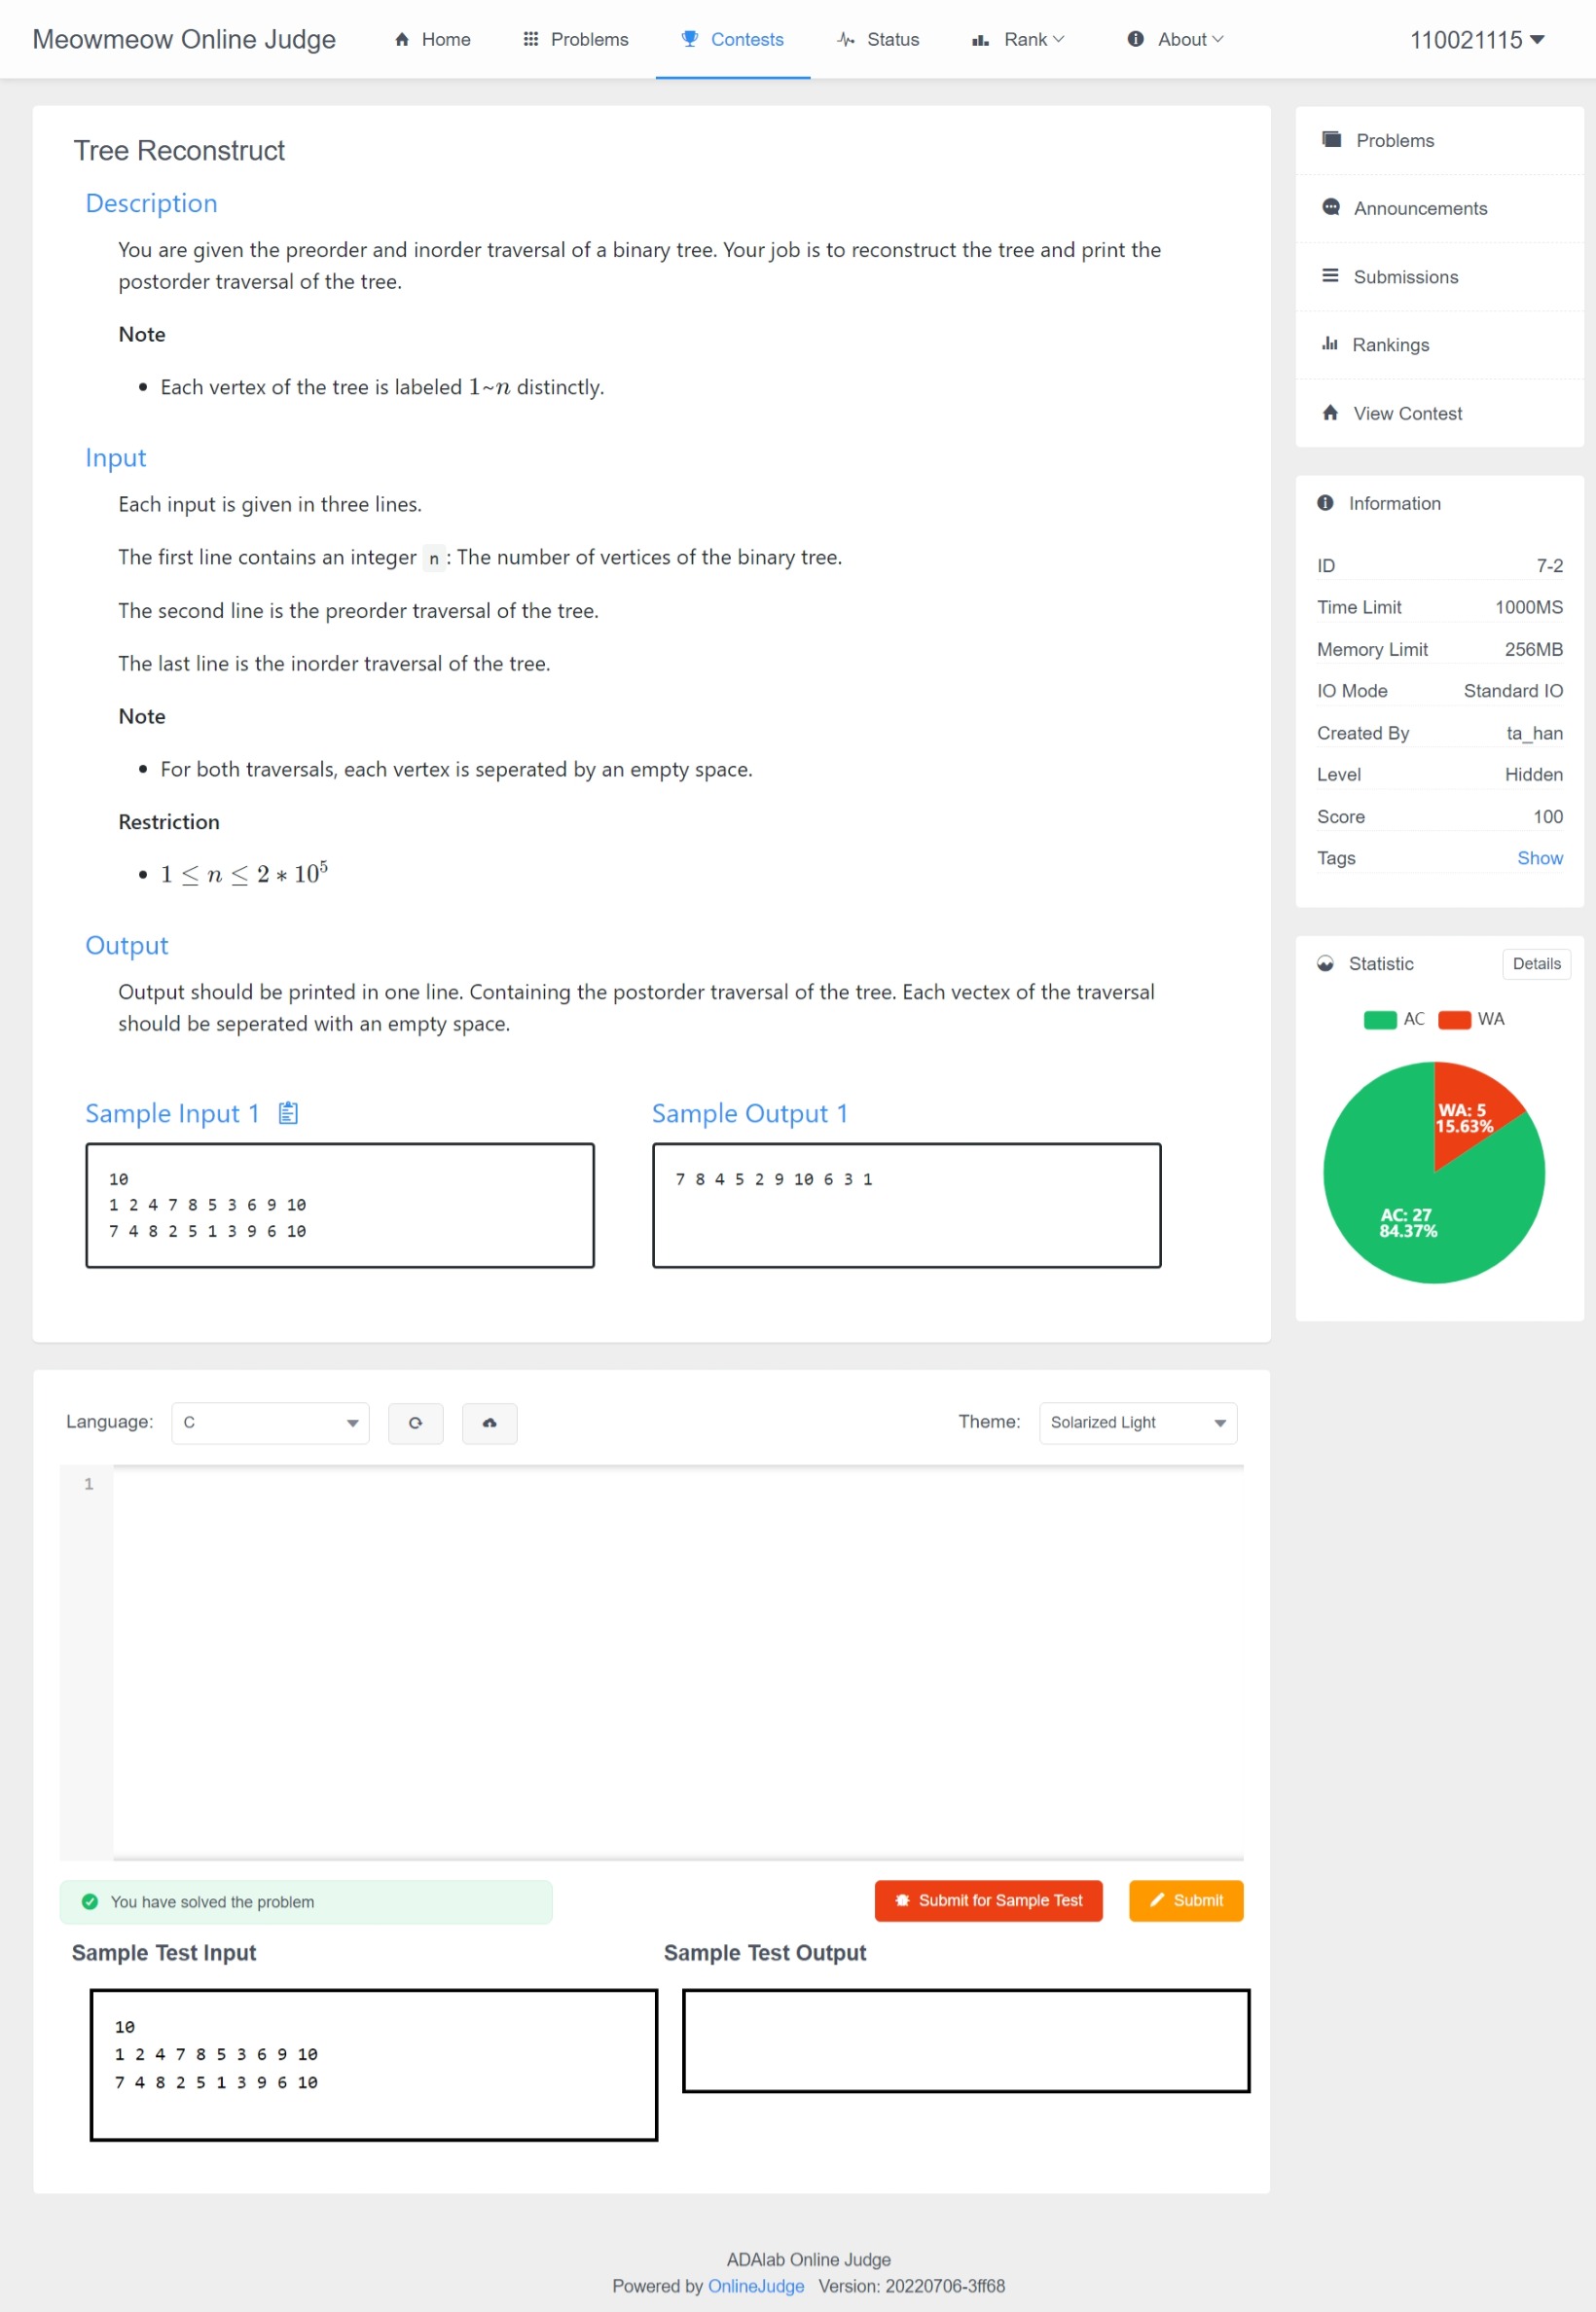 Meowmeow Online Judge
Home
Problems
Contests
Status
Rank
About
110021115
Tree Reconstruct
Description
You are given the preorder and inorder traversal of a binary tree. Your job is to reconstruct the tree and print the
postorder traversal of the tree.
Note
• Each vertex of the tree is labeled 1~n distinctly.
Input
Each input is given in three lines.
The first line contains an integer n: The number of vertices of the binary tree.
The second line is the preorder traversal of the tree.
The last line is the inorder traversal of the tree.
Note
• For both traversals, each vertex is seperated by an empty space.
Restriction
• 1 ≤ n ≤ 2 * 10⁵
Output
Output should be printed in one line. Containing the postorder traversal of the tree. Each vectex of the traversal
should be seperated with an empty space.
Sample Input 1
10
1 2 4 7 8 5 3 6 9 10
7 4 8 2 5 1 3 9 6 10
Sample Output 1
7 8 4 5 2 9 10 6 3 1
Problems
Announcements
Submissions
Rankings
View Contest
Information
ID 7-2
Time Limit 1000MS
Memory Limit 256MB
IO Mode Standard IO
Created By ta_han
Level Hidden
Score 100
Tags Show
Statistic
Details
AC WA
WA: 5
15.63%
AC: 27
84.37%
Language: C
Theme: Solarized Light
1
You have solved the problem
Submit for Sample Test
Submit
Sample Test Input
10
1 2 4 7 8 5 3 6 9 10
7 4 8 2 5 1 3 9 6 10
Sample Test Output
ADAlab Online Judge
Powered by OnlineJudge Version: 20220706-3ff68